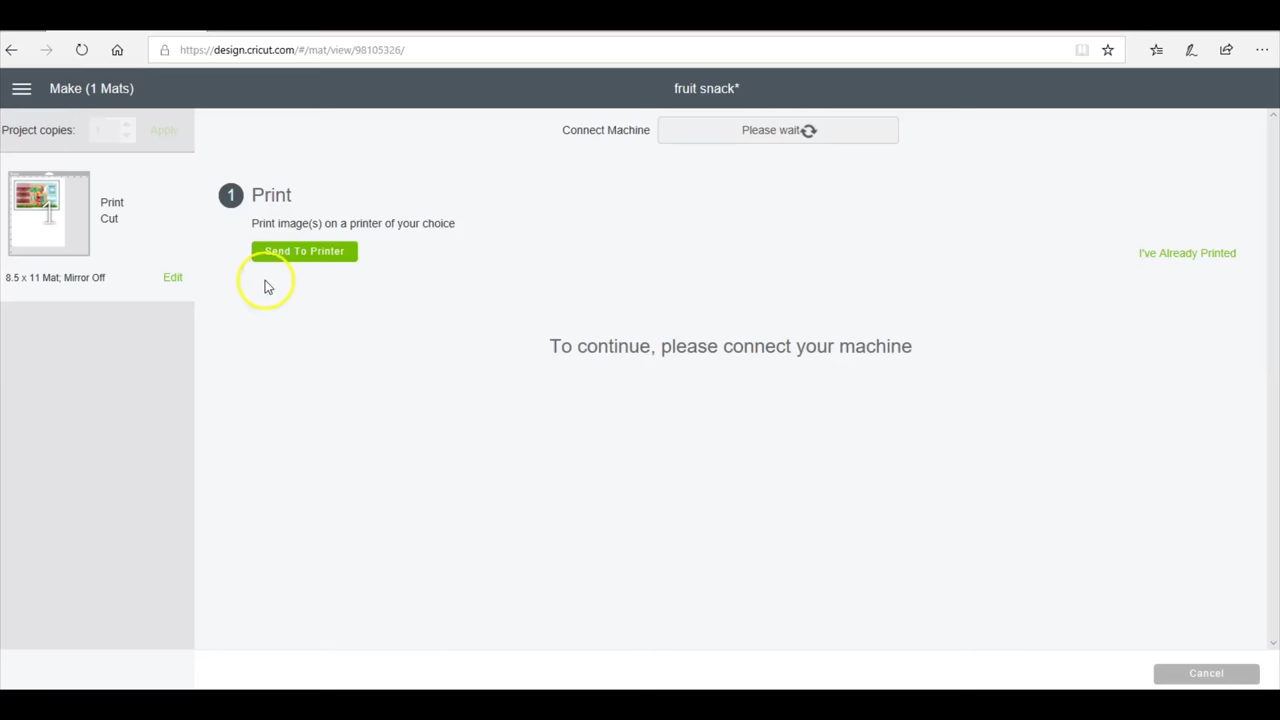 https://design.cricut.com/#/mat/view/98105326/
Make (1 Mats)
fruit snack*
Project copies: 1 Apply
Connect Machine Please wait
Print
Cut
8.5 x 11 Mat; Mirror Off Edit
1 Print
Print image(s) on a printer of your choice
Send To Printer
I've Already Printed
To continue, please connect your machine
Cancel